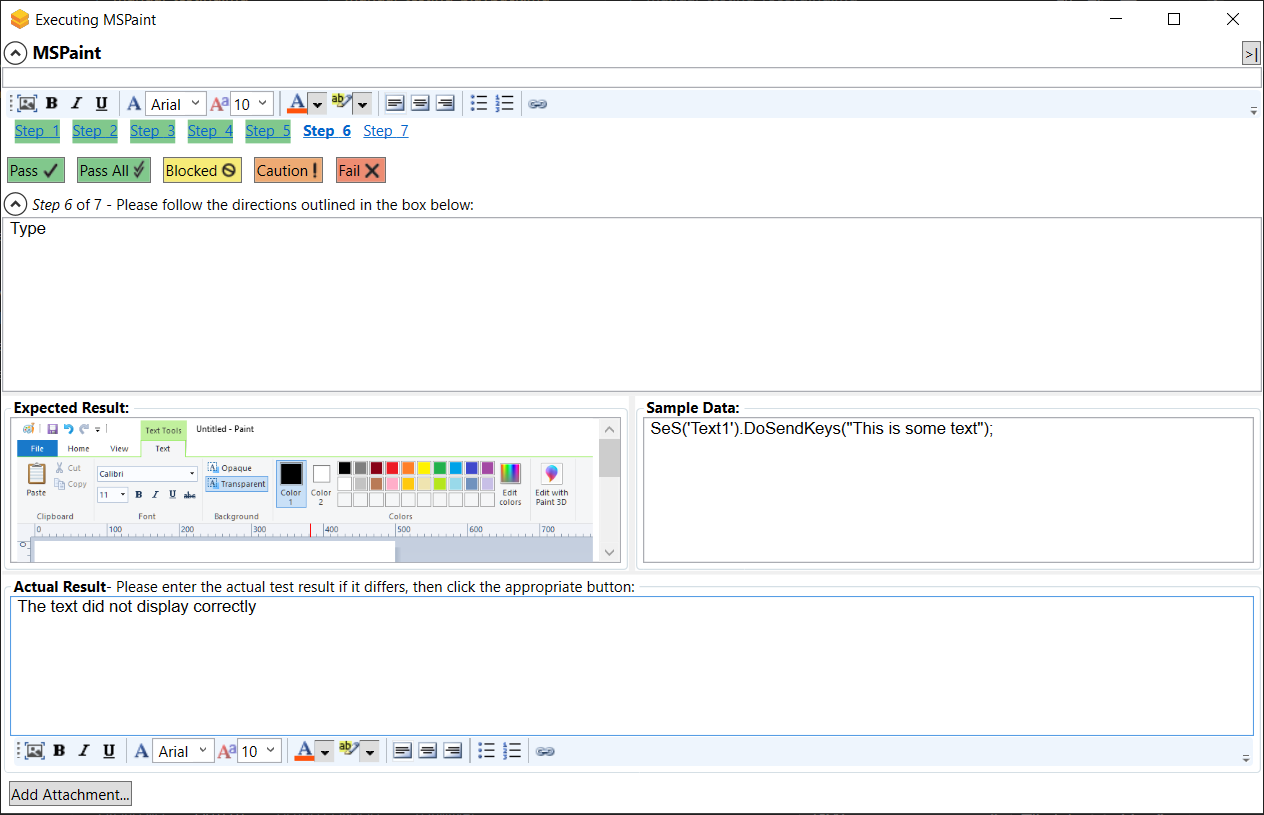 Executing MSPaint
MSPaint
>|
B I U A Arial Aa 10 A ab
Step 1 Step 2 Step 3 Step 4 Step 5 Step 6 Step 7
Pass Pass All Blocked Caution ! Fail
Step 6 of 7 - Please follow the directions outlined in the box below:
Type
Expected Result:
Text Tools Untitled - Paint
File Home View Text
Paste Cut Copy
Calibri
11 B I U abc
Opaque
Transparent
Color 1
Color 2
Edit colors
Edit with Paint 3D
Clipboard Font Background Colors
0 100 200 300 400 500 600 700
0
Sample Data:
SeS('Text1').DoSendKeys("This is some text");
Actual Result- Please enter the actual test result if it differs, then click the appropriate button:
The text did not display correctly
B I U A Arial Aa 10 A ab
Add Attachment...